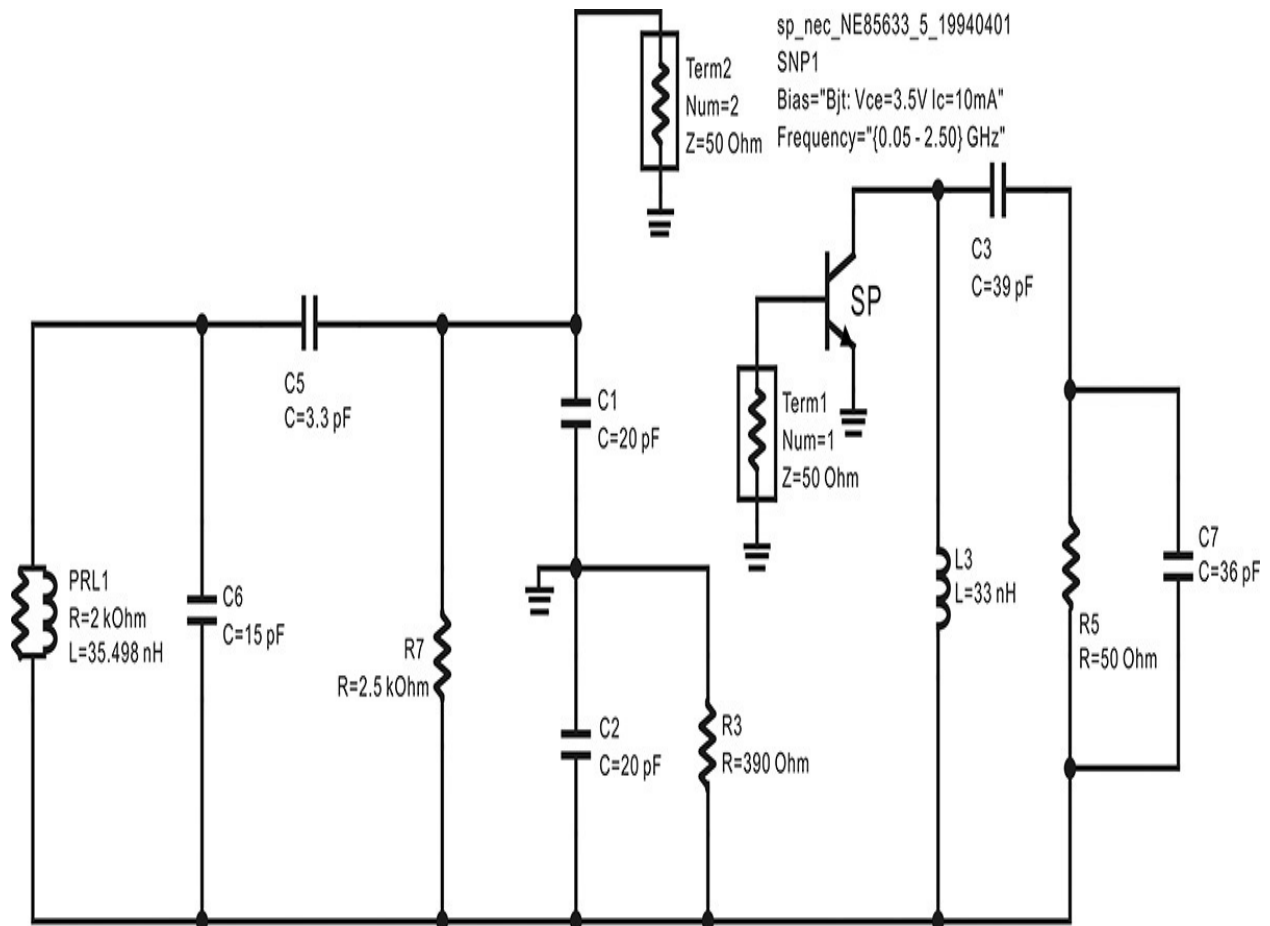 sp_nec_NE85633_5_19940401
SNP1
Bias="Bjt: Vce=3.5V Ic=10mA"
Frequency="{0.05 - 2.50} GHz"
Term2
Num=2
Z=50 Ohm
C3
C=39 pF
SP
C5
C=3.3 pF
C1
C=20 pF
Term1
Num=1
Z=50 Ohm
PRL1
R=2 kOhm
L=35.498 nH
C6
C=15 pF
R7
R=2.5 kOhm
C2
C=20 pF
R3
R=390 Ohm
L3
L=33 nH
R5
R=50 Ohm
C7
C=36 pF